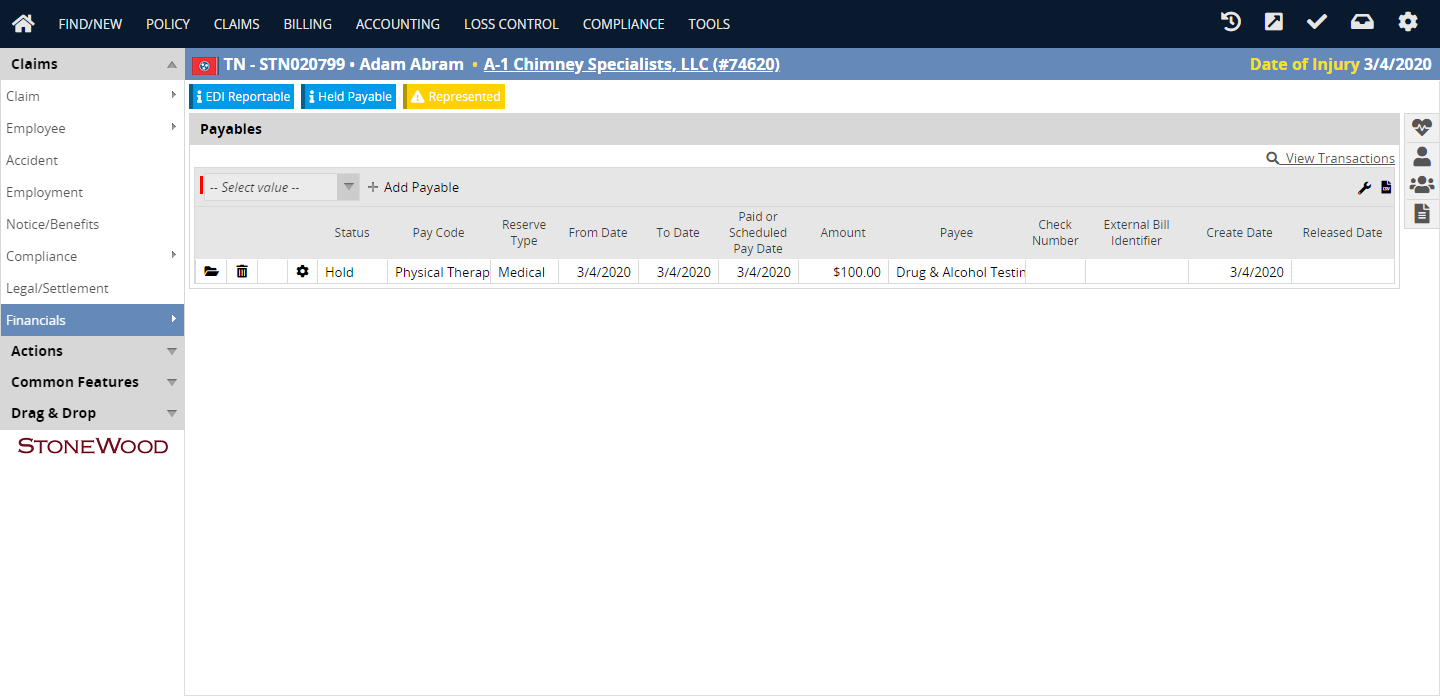 FIND/NEW POLICY CLAIMS BILLING ACCOUNTING LOSS CONTROL COMPLIANCE TOOLS
Claims
Claim
Employee
Accident
Employment
Notice/Benefits
Compliance
Legal/Settlement
Financials
Actions
Common Features
Drag & Drop
STONEWOOD
TN - STN020799 • Adam Abram • A-1 Chimney Specialists, LLC (#74620) Date of Injury 3/4/2020
EDI Reportable Held Payable Represented
Payables
View Transactions
-- Select value -- Add Payable
Status Pay Code Reserve Type From Date To Date Paid or Scheduled Pay Date Amount Payee Check Number External Bill Identifier Create Date Released Date
Hold Physical Therap Medical 3/4/2020 3/4/2020 3/4/2020 $100.00 Drug & Alcohol Testin 3/4/2020